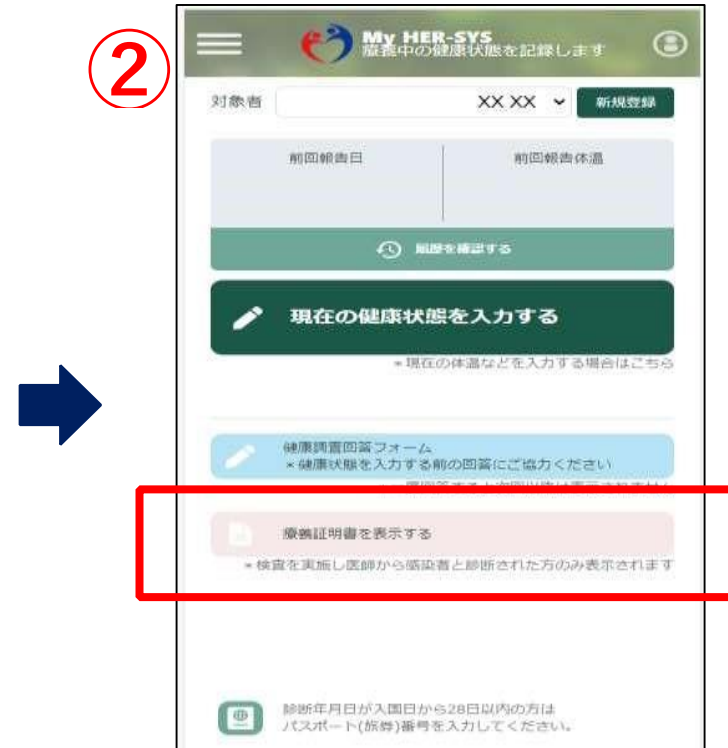 ②
My HER-SYS
療養中の健康状態を記録します
対象者 XX XX 新規登録
前回報告日 前回報告体温
履歴を確認する
現在の健康状態を入力する
*現在の体温などを入力する場合はこちら
健康調査回答フォーム
*健康状態を入力する前の回答にご協力ください
療養証明書を表示する
*検査を実施し医師から感染者と診断された方のみ表示されます
診断年月日が入国日から28日以内の方は
パスポート(旅券)番号を入力してください。